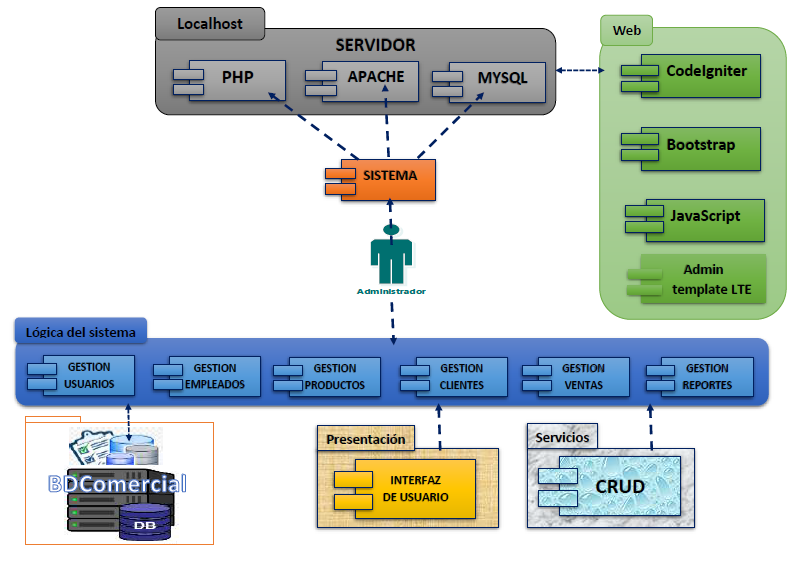 Localhost
SERVIDOR
PHP
APACHE
MYSQL
Web
CodeIgniter
Bootstrap
JavaScript
Admin
template LTE
SISTEMA
Administrador
Lógica del sistema
GESTION
USUARIOS
GESTION
EMPLEADOS
GESTION
PRODUCTOS
GESTION
CLIENTES
GESTION
VENTAS
GESTION
REPORTES
BDComercial
DB
Presentación
INTERFAZ
DE USUARIO
Servicios
CRUD